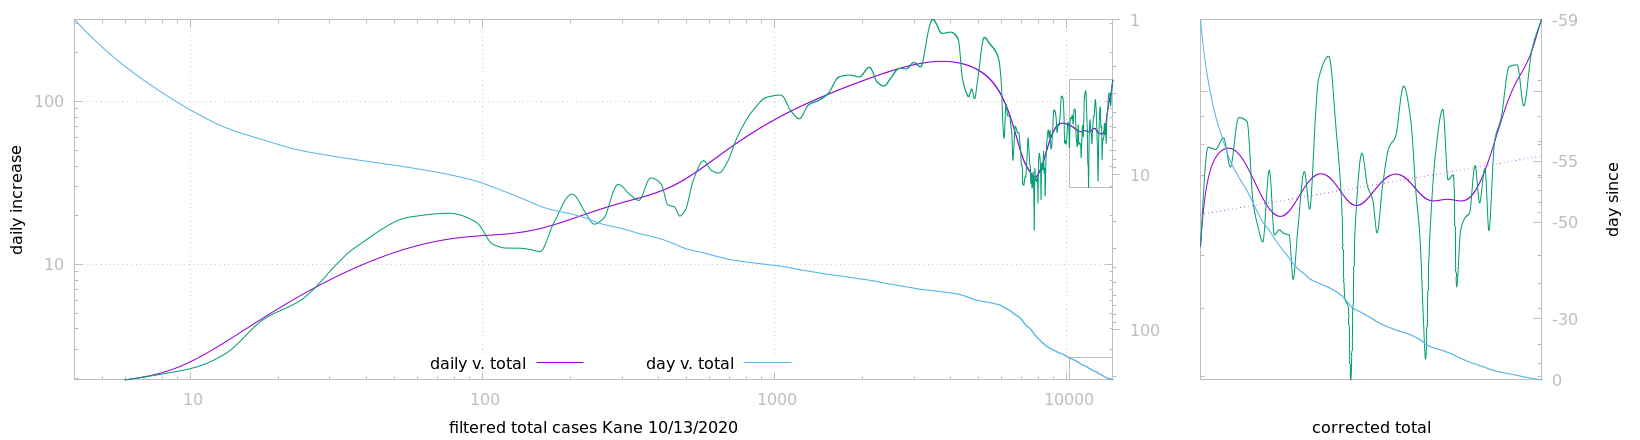 daily increase
100
10
daily v. total
day v. total
10
100
1000
10000
filtered total cases Kane 10/13/2020
1
10
100
-59
-55
-50
-30
0
day since
corrected total